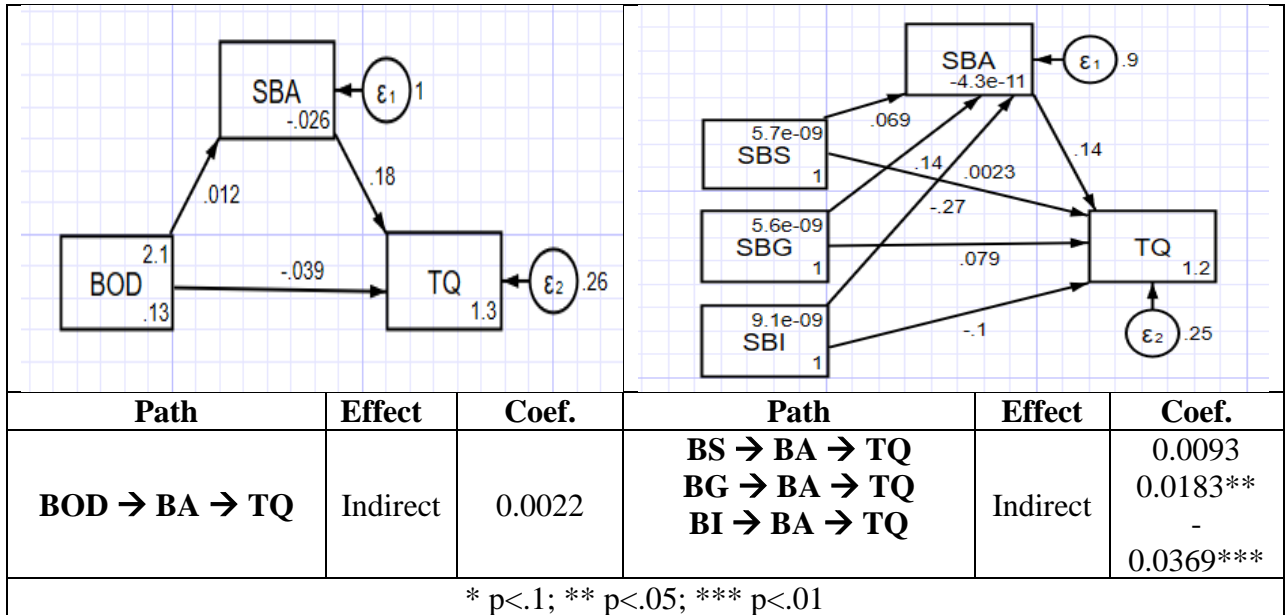 SBA
-.026
ε₁ 1
.012
.18
2.1
BOD
.13
-.039
TQ
1.3
ε₂ .26
SBA
-4.3e-11
ε₁ .9
5.7e-09
SBS
1
.069
.14
.0023
.14
-.27
5.6e-09
SBG
1
.079
TQ
1.2
9.1e-09
SBI
1
-.1
ε₂ .25
Path Effect Coef. Path Effect Coef.
BOD → BA → TQ Indirect 0.0022
BS → BA → TQ
BG → BA → TQ
BI → BA → TQ
Indirect
0.0093
0.0183**
-
0.0369***
* p<.1; ** p<.05; *** p<.01